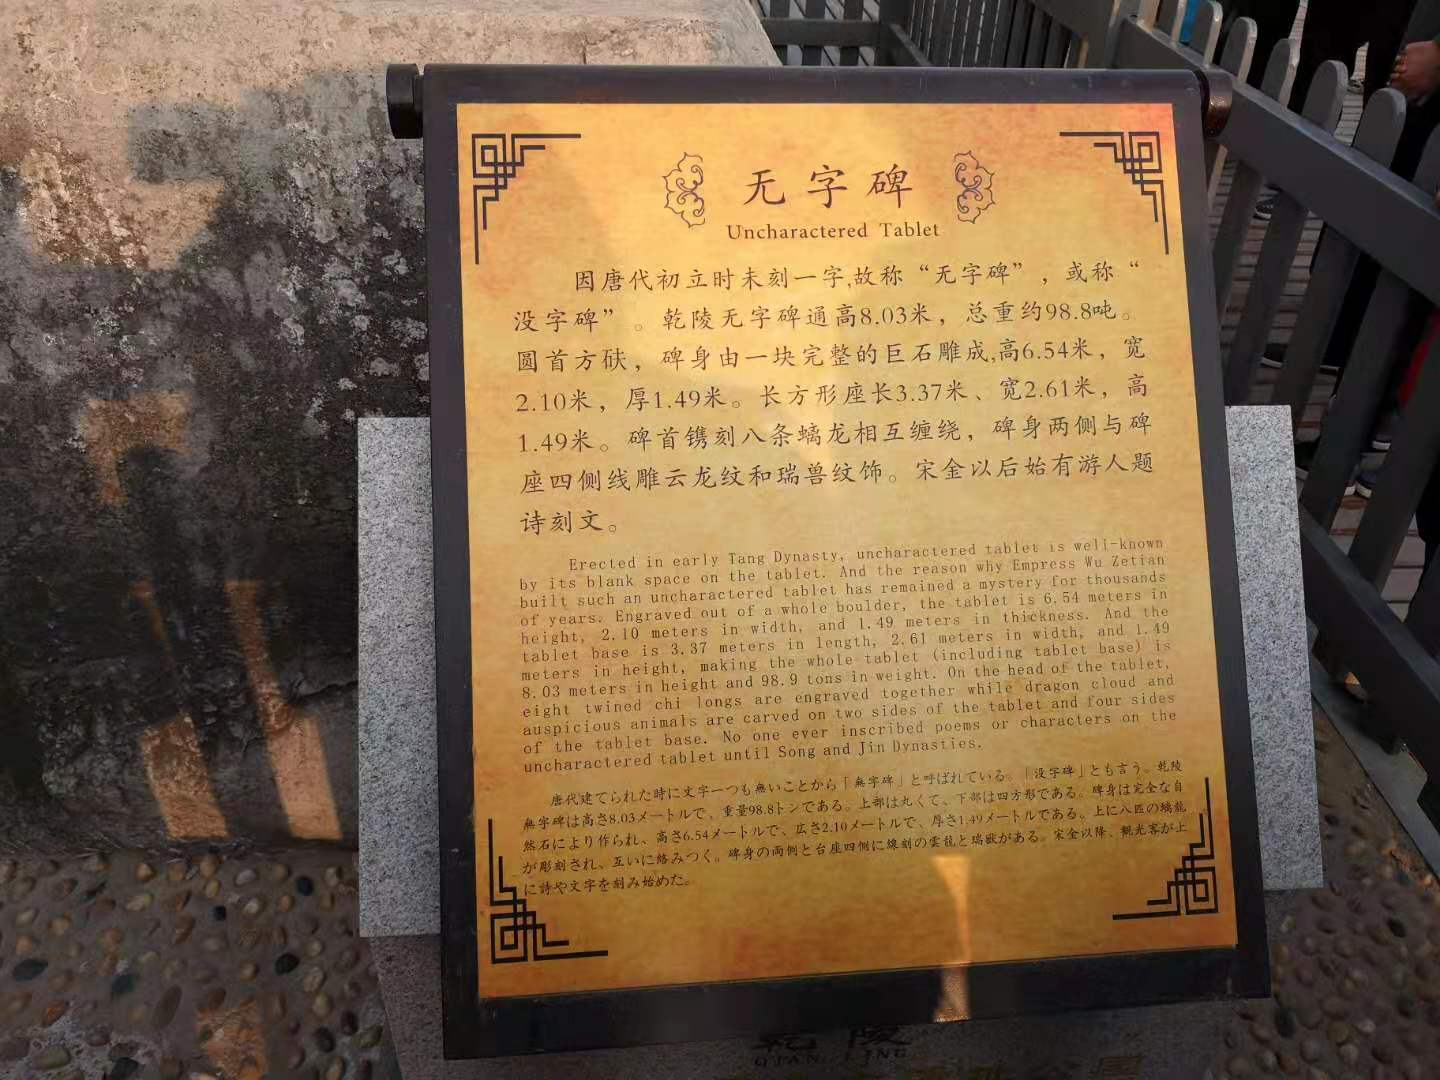 无字碑
Uncharactered Tablet
因唐代初立时未刻一字,故称“无字碑”，或称“
没字碑”。乾陵无字碑通高8.03米，总重约98.8吨。
圆首方趺，碑身由一块完整的巨石雕成,高6.54米，宽
2.10米，厚1.49米。长方形座长3.37米、宽2.61米，高
1.49米。碑首镌刻八条螭龙相互缠绕，碑身两侧与碑
座四侧线雕云龙纹和瑞兽纹饰。宋金以后始有游人题
诗刻文。
Erected in early Tang Dynasty, uncharactered tablet is well-known
by its blank space on the tablet. And the reason why Empress Wu Zetian
built such an uncharactered tablet has remained a mystery for thousands
of years. Engraved out of a whole boulder, the tablet is 6.54 meters in
height, 2.10 meters in width, and 1.49 meters in thickness. And the
tablet base is 3.37 meters in length, 2.61 meters in width, and 1.49
meters in height, making the whole tablet (including tablet base) is
8.03 meters in height and 98.9 tons in weight. On the head of the tablet,
eight twined chi longs are engraved together while dragon cloud and
auspicious animals are carved on two sides of the tablet and four sides
of the tablet base. No one ever inscribed poems or characters on the
uncharactered tablet until Song and Jin Dynasties.
唐代建てられた時に文字一つも無いことから「無字碑」と呼ばれている。「没字碑」とも言う。乾陵
無字碑は高さ8.03メートルで、重量98.8トンである。上部は丸くて、下部は四方形である。碑身は完全な自
然石により作られ、高さ6.54メートルで、広さ2.10メートルで、厚さ1.49メートルである。上に八匹の螭龍
が彫刻され、互いに絡みつく。碑身の両側と台座四側に線刻の雲龍と瑞獣がある。宋金以降、観光客が上
に詩や文字を刻み始めた。
乾陵
QIAN LING